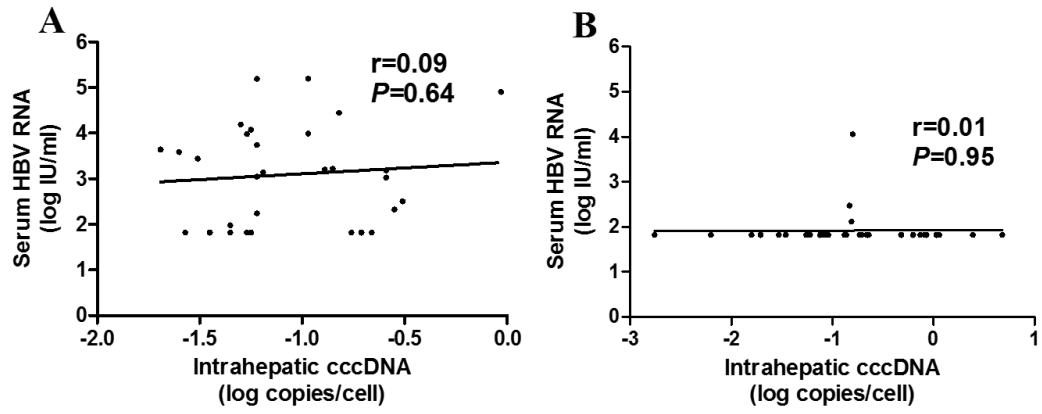 A
Serum HBV RNA
(log IU/ml)
6
5
4
3
2
1
0
r=0.09
P=0.64
-2.0
-1.5
-1.0
-0.5
0.0
Intrahepatic cccDNA
(log copies/cell)
B
Serum HBV RNA
(log IU/ml)
6
5
4
3
2
1
0
r=0.01
P=0.95
-3
-2
-1
0
1
Intrahepatic cccDNA
(log copies/cell)